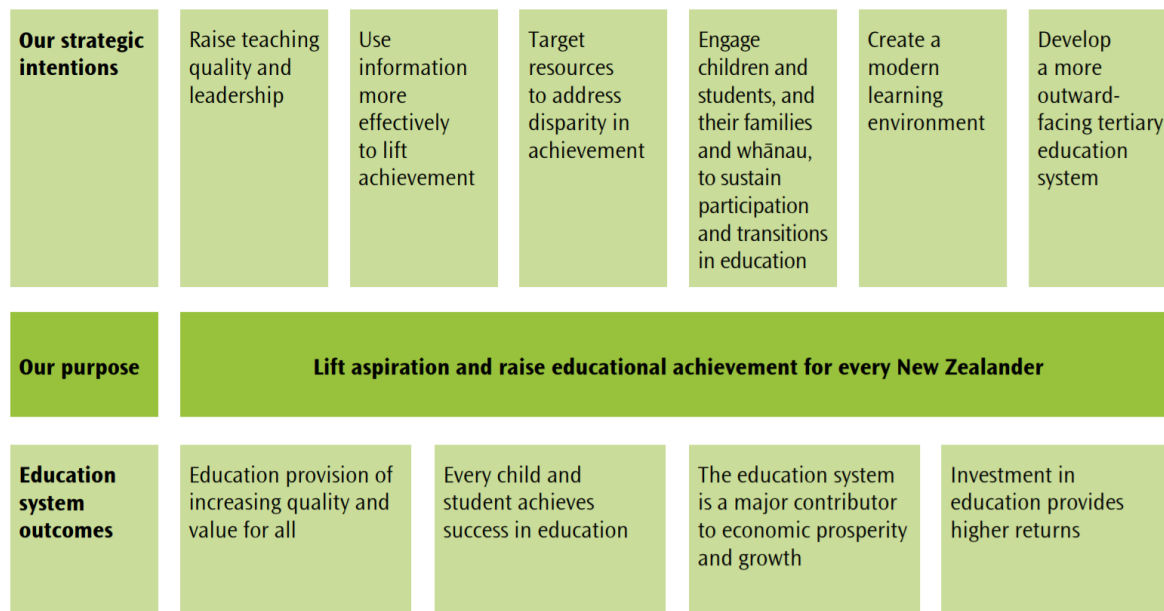 Our strategic
intentions
Raise teaching
quality and
leadership
Use
information
more
effectively
to lift
achievement
Target
resources
to address
disparity in
achievement
Engage
children and
students, and
their families
and whānau,
to sustain
participation
and transitions
in education
Create a
modern
learning
environment
Develop
a more
outward-
facing tertiary
education
system
Our purpose
Lift aspiration and raise educational achievement for every New Zealander
Education
system
outcomes
Education provision of
increasing quality and
value for all
Every child and
student achieves
success in education
The education system
is a major contributor
to economic prosperity
and growth
Investment in
education provides
higher returns